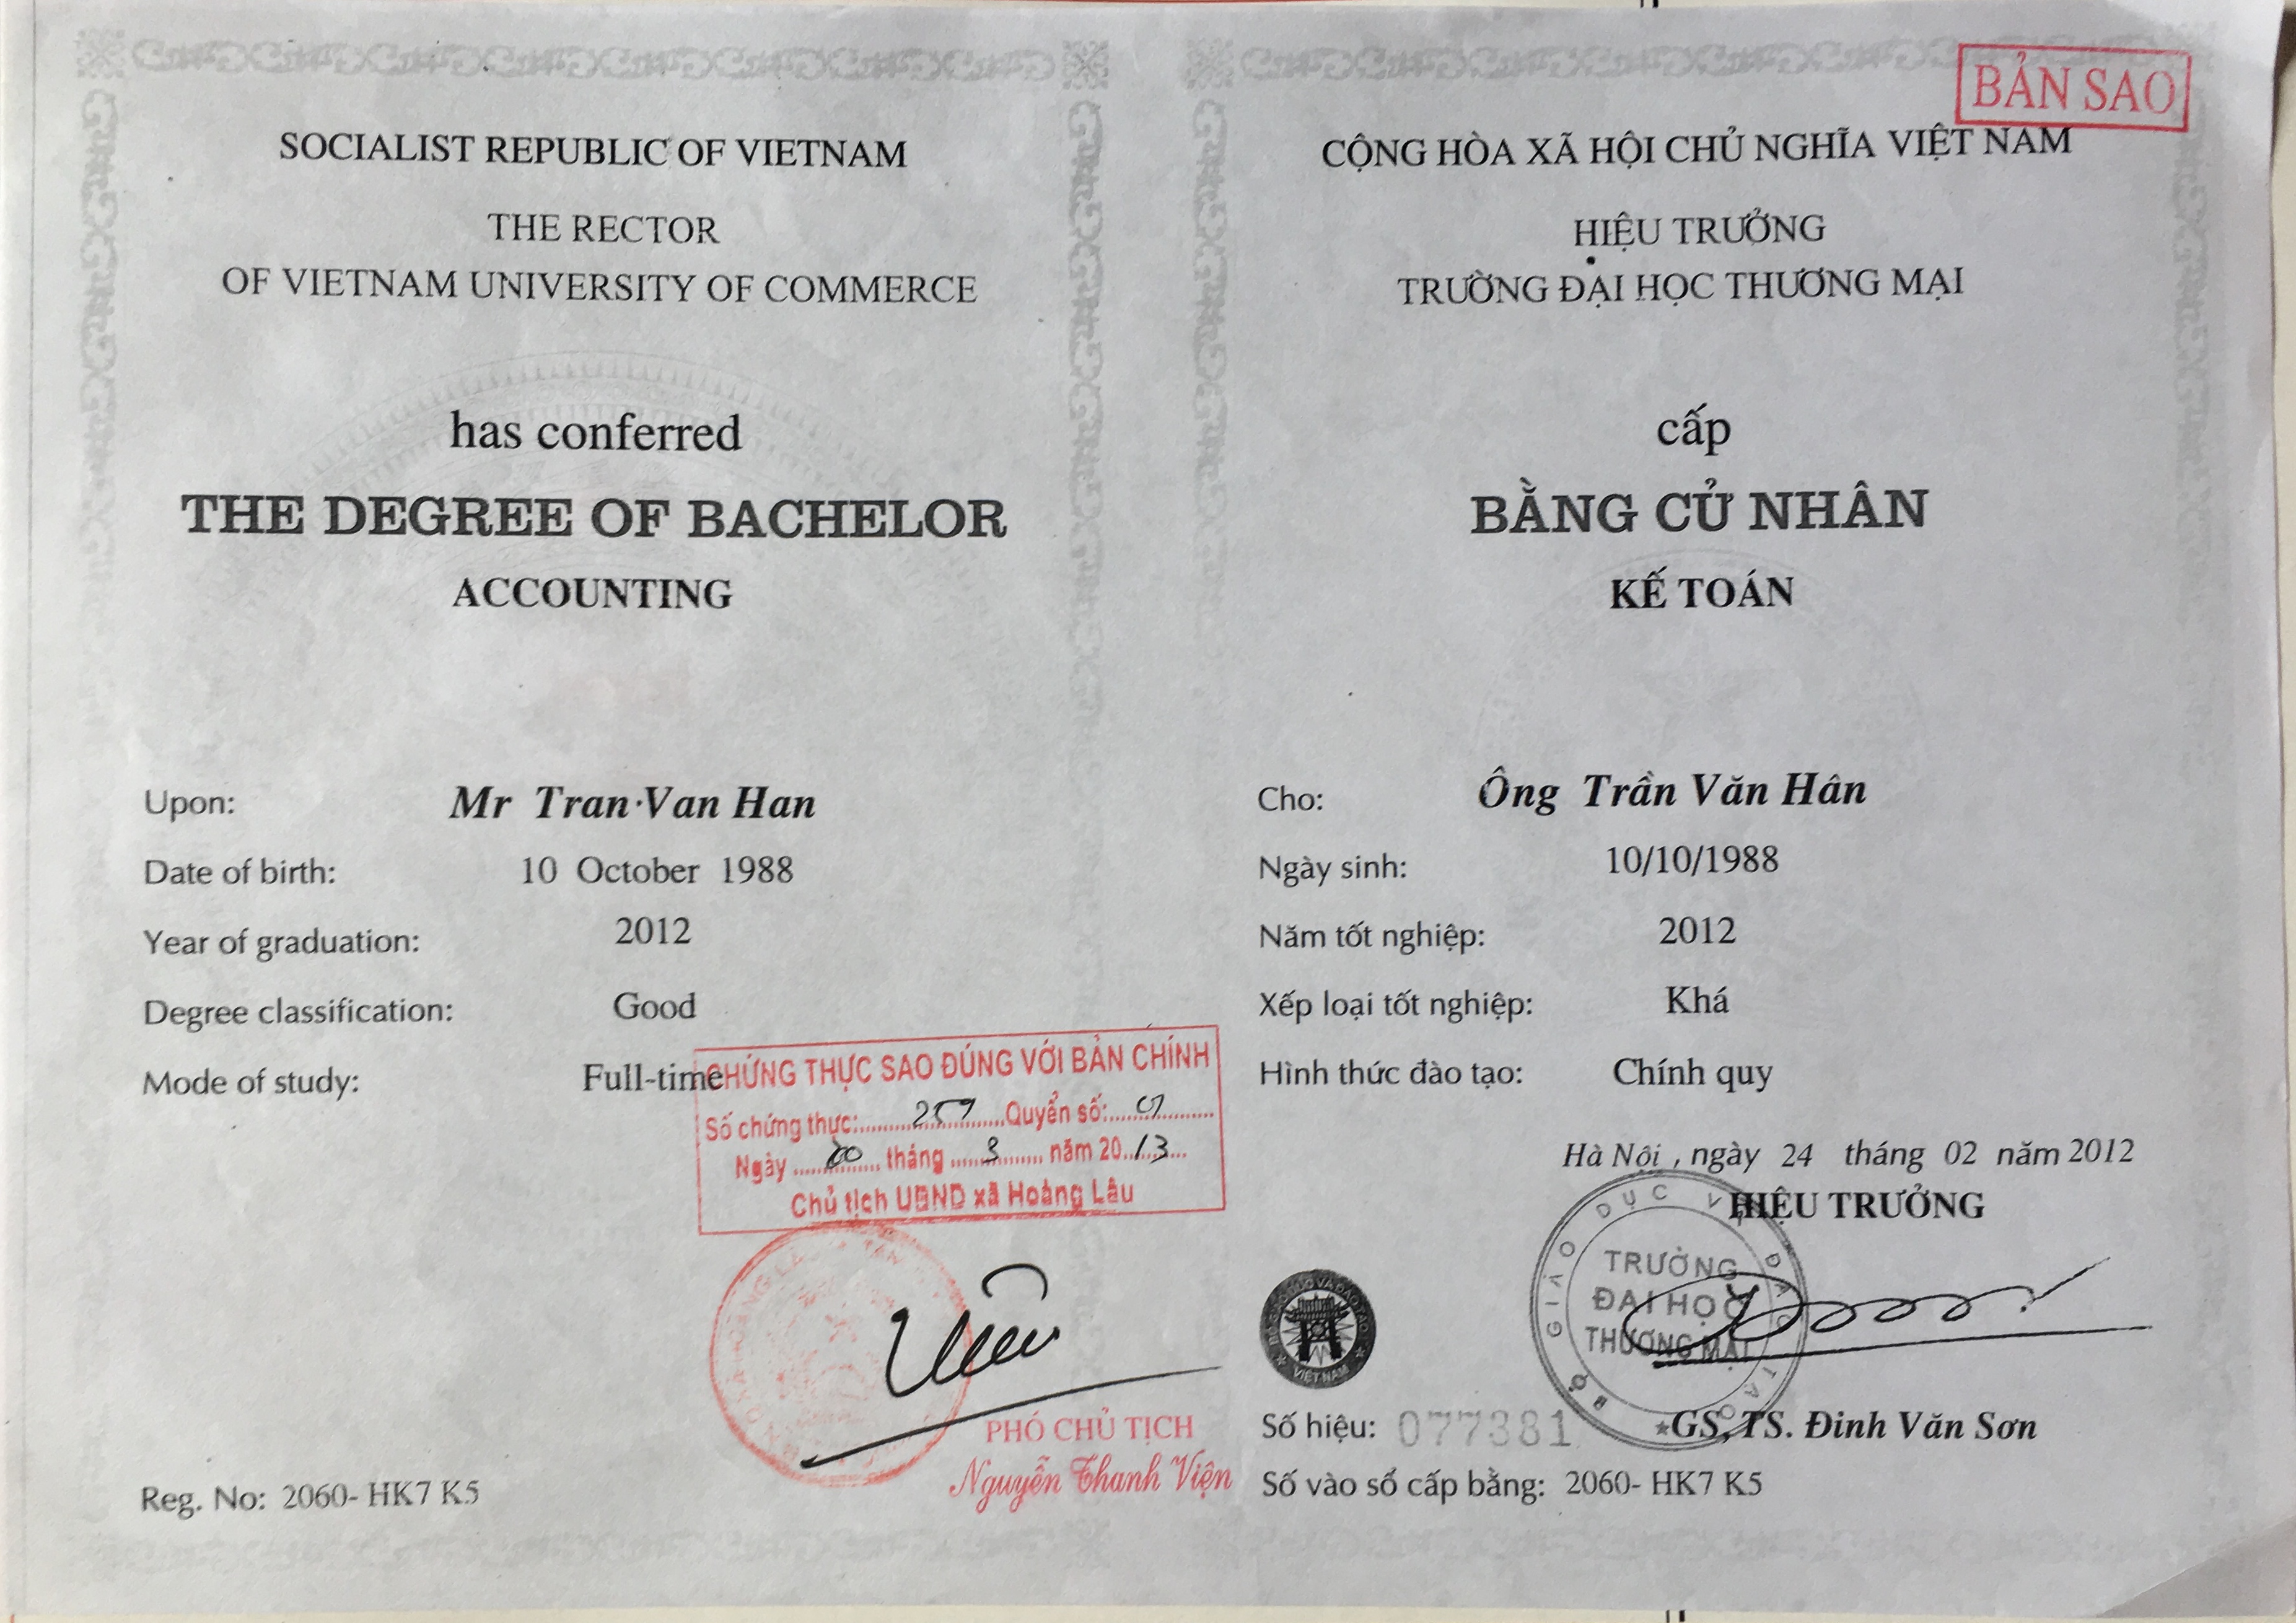 SOCIALIST REPUBLIC OF VIETNAM
THE RECTOR
OF VIETNAM UNIVERSITY OF COMMERCE
has conferred
THE DEGREE OF BACHELOR
ACCOUNTING
Upon: Mr Tran Van Han
Date of birth: 10 October 1988
Year of graduation: 2012
Degree classification: Good
Mode of study: Full-time
CHỨNG THỰC SAO ĐÚNG VỚI BẢN CHÍNH
Số chứng thực: 257 Quyển số: 01
Ngày 20 tháng 3 năm 2013
Chủ tịch UBND xã Hoàng Lâu
PHÓ CHỦ TỊCH
Nguyễn Thanh Viện
Reg. No: 2060- HK7 K5
BẢN SAO
CỘNG HÒA XÃ HỘI CHỦ NGHĨA VIỆT NAM
HIỆU TRƯỞNG
TRƯỜNG ĐẠI HỌC THƯƠNG MẠI
cấp
BẰNG CỬ NHÂN
KẾ TOÁN
Cho: Ông Trần Văn Hân
Ngày sinh: 10/10/1988
Năm tốt nghiệp: 2012
Xếp loại tốt nghiệp: Khá
Hình thức đào tạo: Chính quy
Hà Nội, ngày 24 tháng 02 năm 2012
HIỆU TRƯỞNG
BỘ GIÁO DỤC VÀ ĐÀO TẠO
TRƯỜNG
ĐẠI HỌC
THƯƠNG MẠI
VIỆT NAM
GS, TS. Đinh Văn Sơn
Số hiệu: 077381
Số vào sổ cấp bằng: 2060- HK7 K5